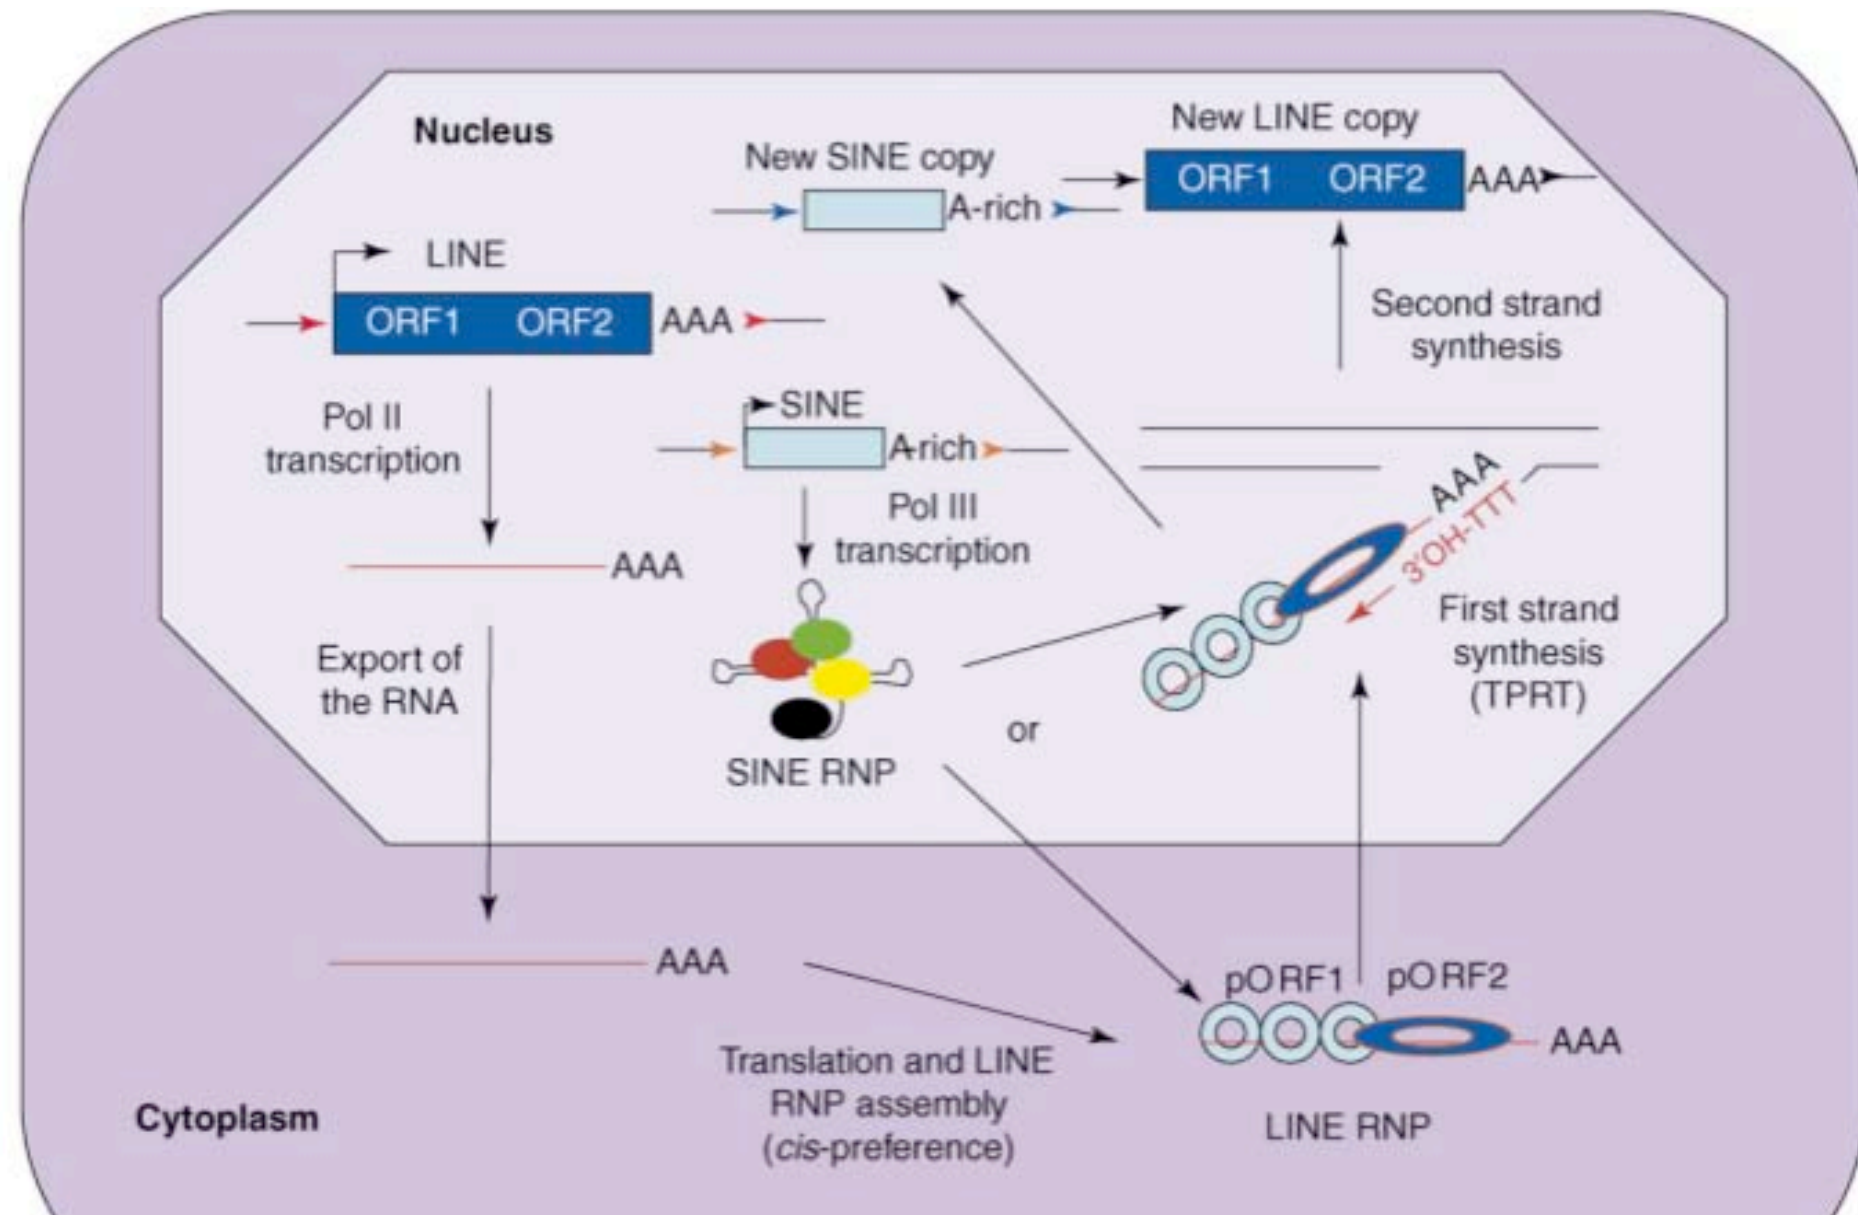 Nucleus
New SINE copy
A-rich
New LINE copy
ORF1 ORF2 AAA
LINE
ORF1 ORF2 AAA
Second strand
synthesis
Pol II
transcription
SINE
A-rich
Pol III
transcription
AAA
AAA
3'OH-TTT
First strand
synthesis
(TPRT)
Export of
the RNA
or
SINE RNP
AAA
pORF1 pORF2
AAA
Translation and LINE
RNP assembly
(cis-preference)
LINE RNP
Cytoplasm